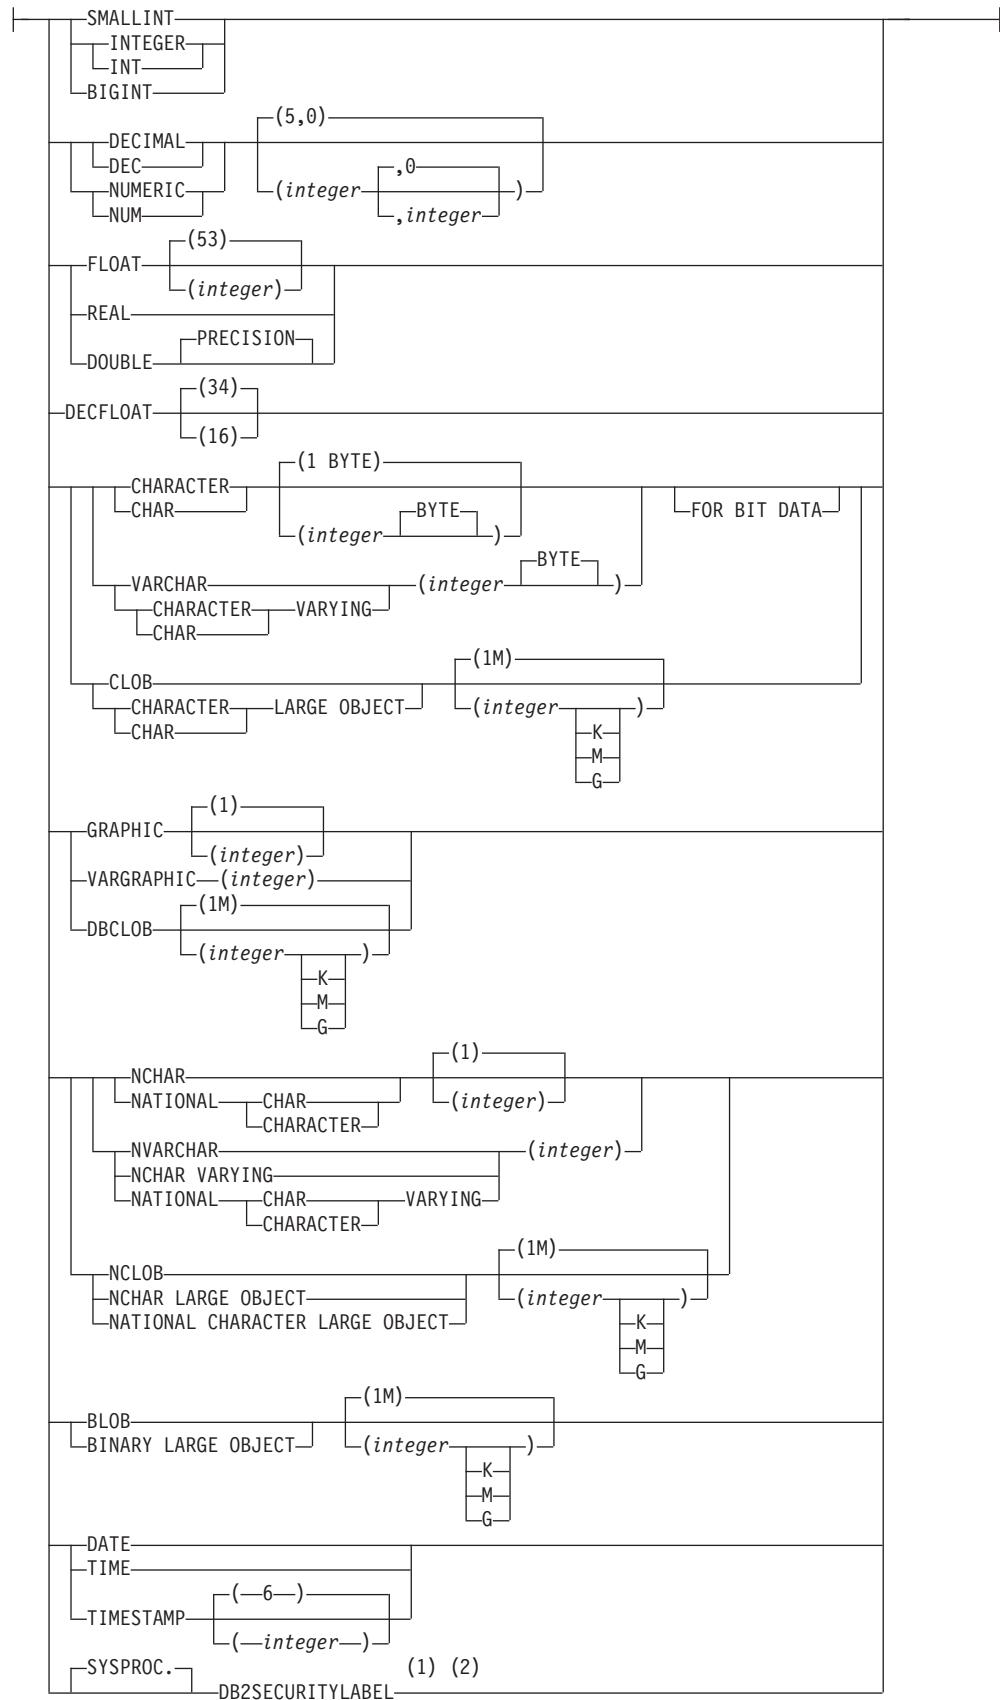 SMALLINT
INTEGER
INT
BIGINT
(5,0)
DECIMAL
DEC
,0
NUMERIC (integer )
NUM ,integer
(53)
FLOAT
(integer)
REAL
PRECISION
DOUBLE
(34)
DECFLOAT
(16)
(1 BYTE)
CHARACTER
CHAR BYTE FOR BIT DATA
(integer )
BYTE
VARCHAR (integer )
CHARACTER VARYING
CHAR
(1M)
CLOB
CHARACTER LARGE OBJECT (integer )
CHAR K
M
G
(1)
GRAPHIC
(integer)
VARGRAPHIC (integer)
(1M)
DBCLOB
(integer )
K
M
G
(1)
NCHAR
NATIONAL CHAR (integer)
CHARACTER
NVARCHAR (integer)
NCHAR VARYING
NATIONAL CHAR VARYING
CHARACTER
(1M)
NCLOB
NCHAR LARGE OBJECT (integer )
NATIONAL CHARACTER LARGE OBJECT K
M
G
(1M)
BLOB
BINARY LARGE OBJECT (integer )
K
M
G
DATE
TIME
( 6 )
TIMESTAMP
( integer )
SYSPROC. (1) (2)
DB2SECURITYLABEL